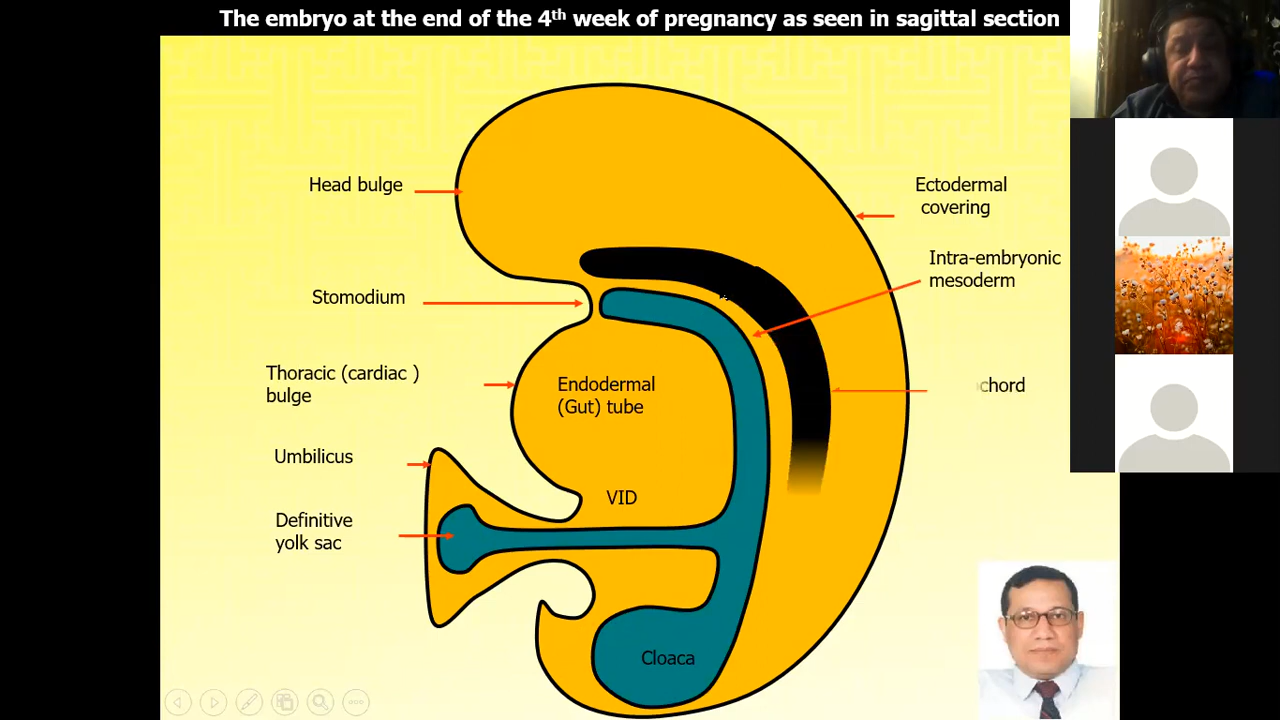 The embryo at the end of the 4th week of pregnancy as seen in sagittal section
Head bulge
Ectodermal
covering
Intra-embryonic
mesoderm
Stomodium
Thoracic (cardiac )
bulge
Endodermal
(Gut) tube
chord
Umbilicus
VID
Definitive
yolk sac
Cloaca